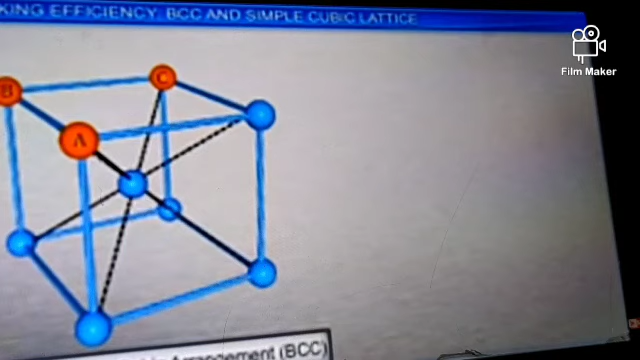 KING EFFICIENCY: BCC AND SIMPLE CUBIC LATTICE
Film Maker
B
C
A
Arrangement (BCC)